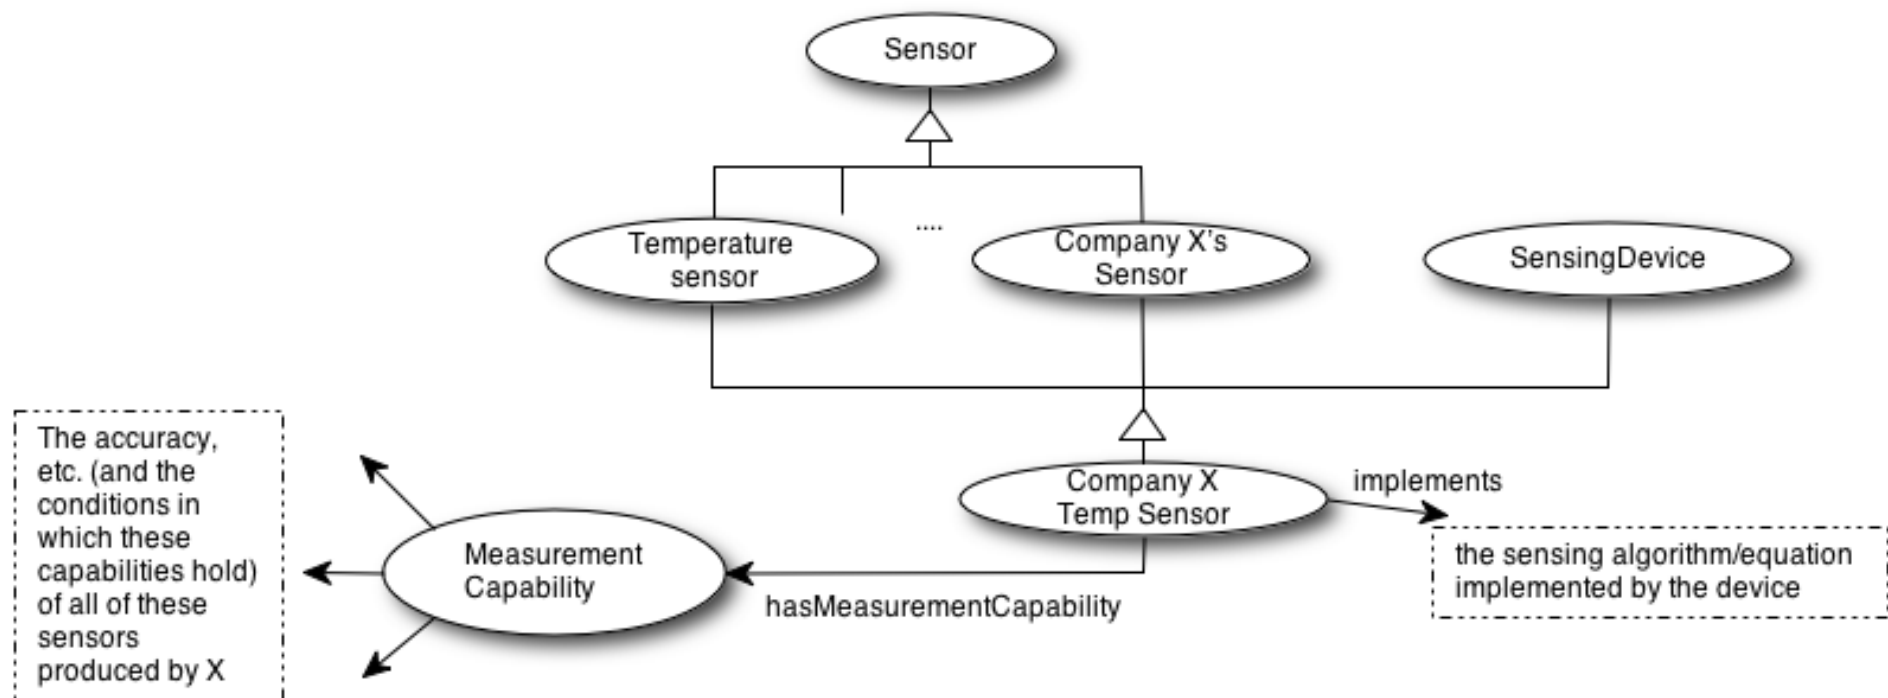 Sensor
Temperature
sensor
....
Company X's
Sensor
SensingDevice
Company X
Temp Sensor
implements
the sensing algorithm/equation
implemented by the device
hasMeasurementCapability
Measurement
Capability
The accuracy,
etc. (and the
conditions in
which these
capabilities hold)
of all of these
sensors
produced by X